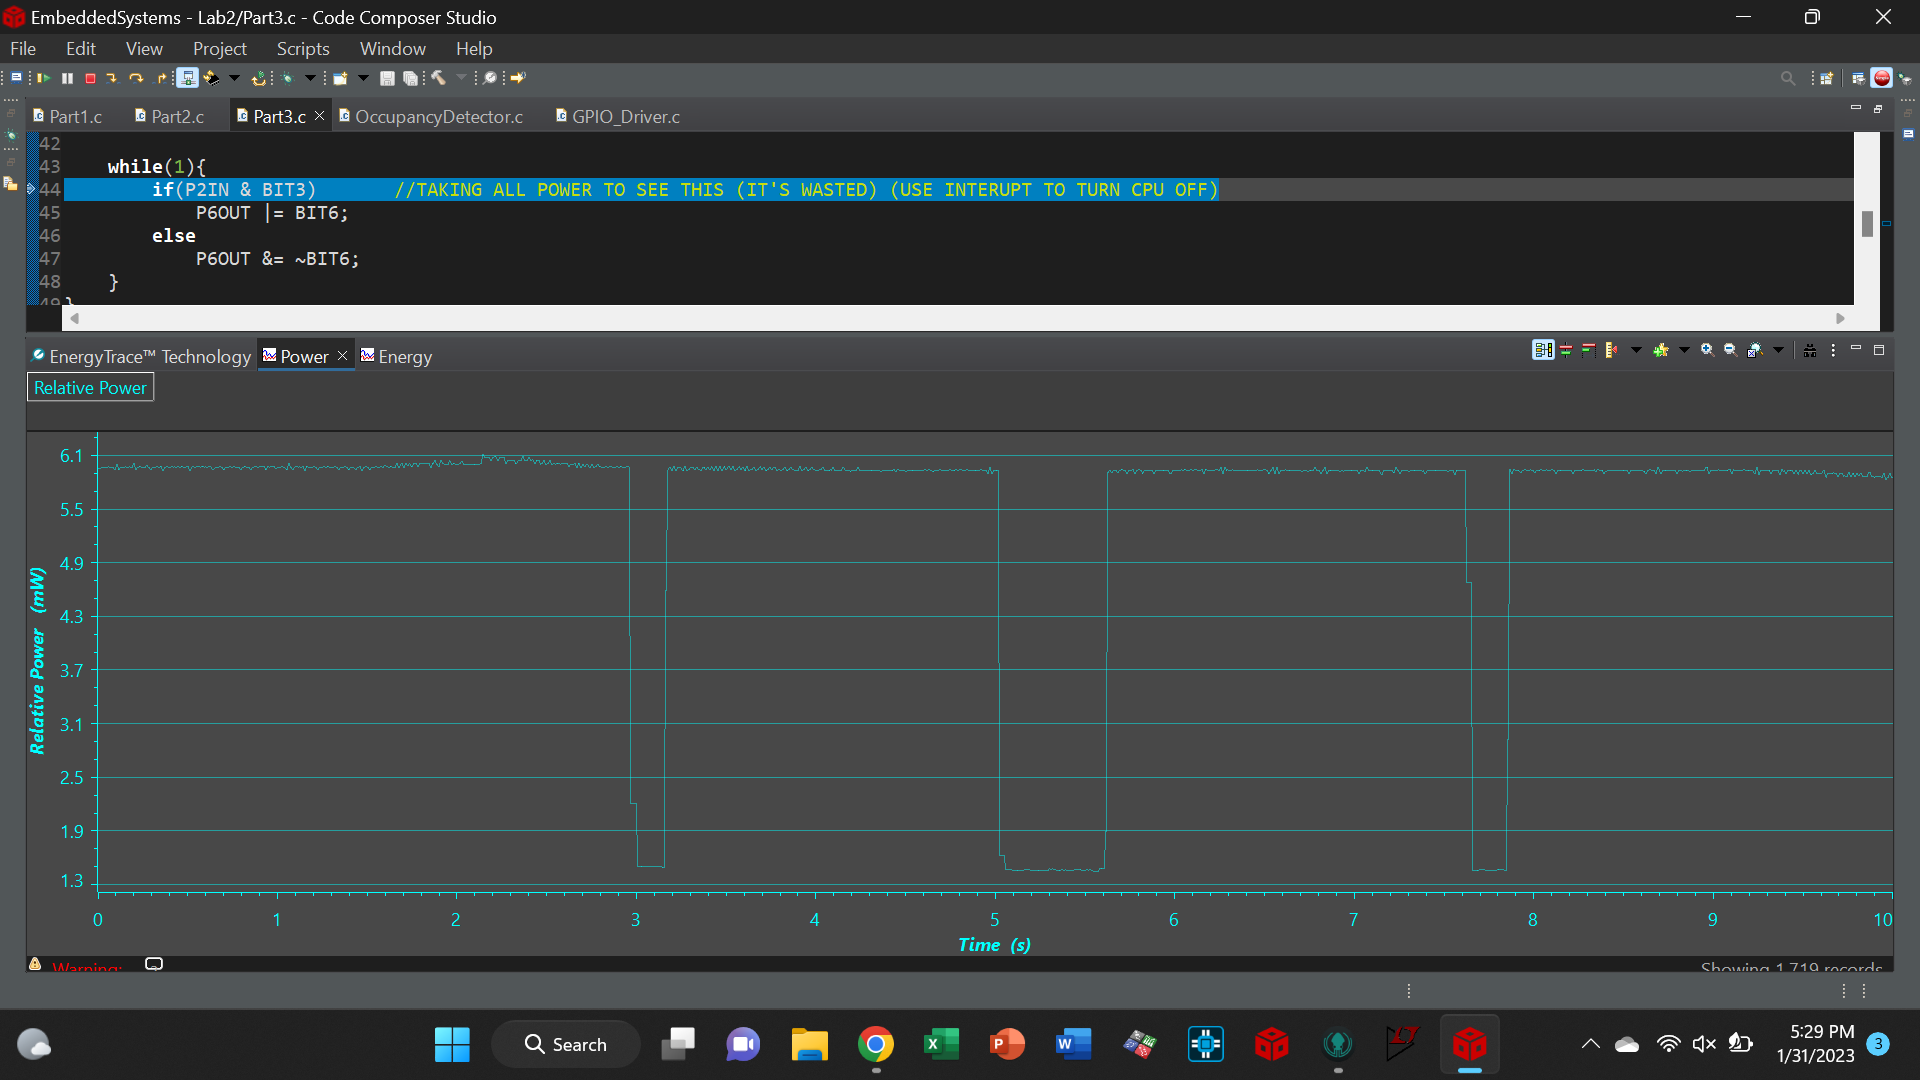 EmbeddedSystems - Lab2/Part3.c - Code Composer Studio
File Edit View Project Scripts Window Help
Part1.c Part2.c Part3.c OccupancyDetector.c GPIO_Driver.c
42
43 while(1){
44 if(P2IN & BIT3) //TAKING ALL POWER TO SEE THIS (IT'S WASTED) (USE INTERUPT TO TURN CPU OFF)
45 P6OUT |= BIT6;
46 else
47 P6OUT &= ~BIT6;
48 }
49 }
EnergyTrace™ Technology Power Energy
Relative Power
6.1
5.5
4.9
4.3
3.7
3.1
2.5
1.9
1.3
Relative Power (mW)
0 1 2 3 4 5 6 7 8 9 10
Time (s)
Warning: Showing 1,719 records
Search
5:29 PM
1/31/2023
3